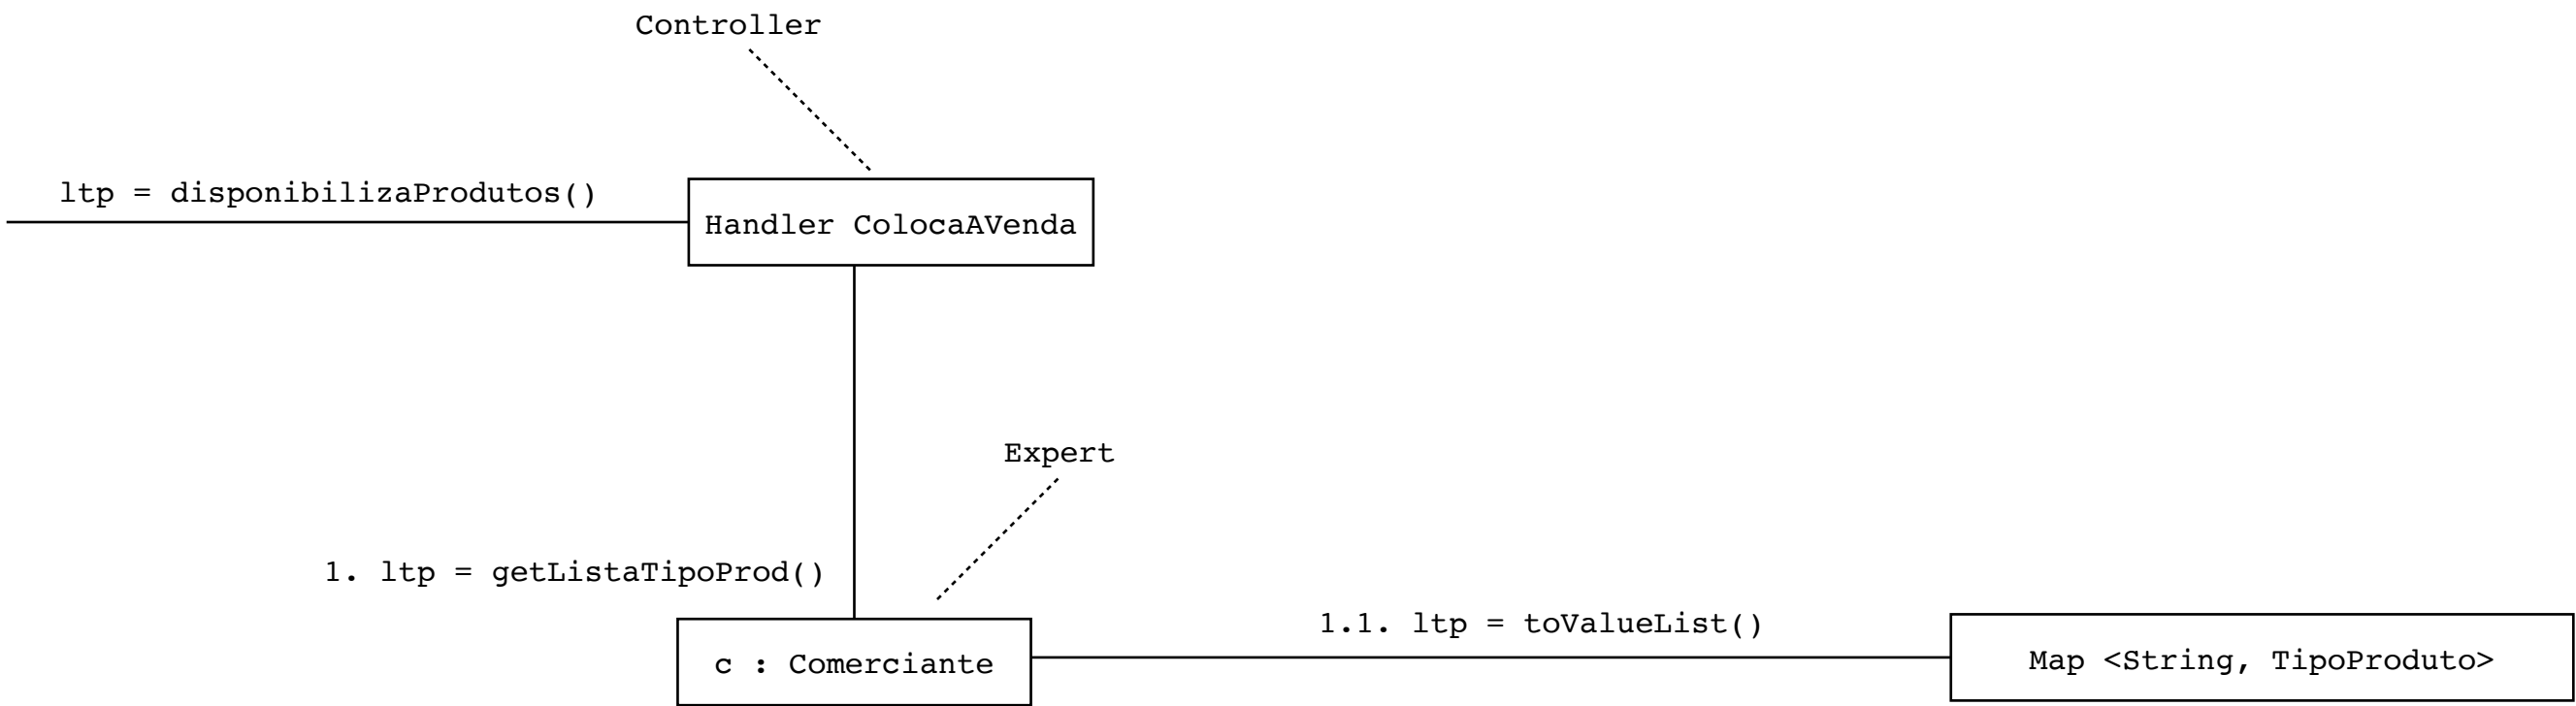 Controller
ltp = disponibilizaProdutos()
Handler ColocaAVenda
Expert
1. ltp = getListaTipoProd()
1.1. ltp = toValueList()
c : Comerciante
Map <String, TipoProduto>